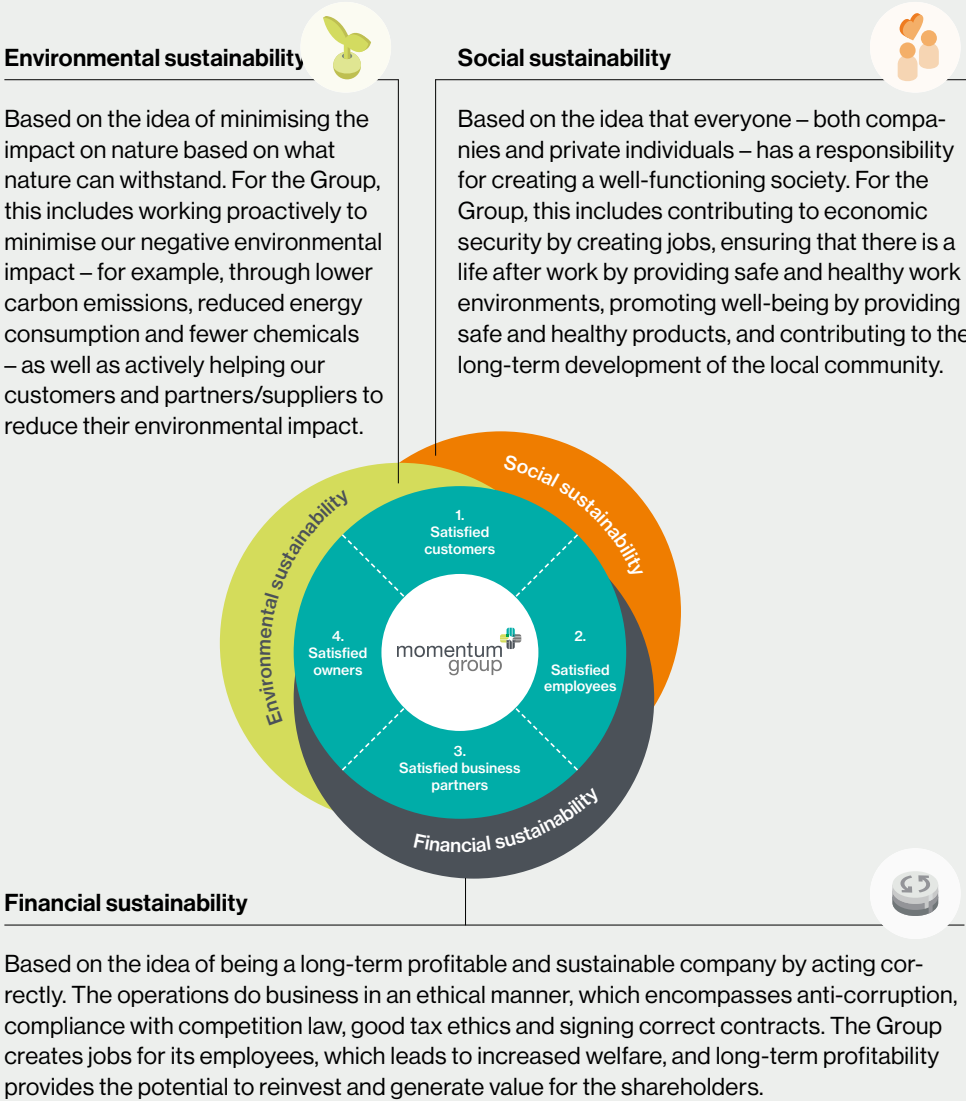 Environmental sustainability
Based on the idea of minimising the
impact on nature based on what
nature can withstand. For the Group,
this includes working proactively to
minimise our negative environmental
impact – for example, through lower
carbon emissions, reduced energy
consumption and fewer chemicals
– as well as actively helping our
customers and partners/suppliers to
reduce their environmental impact.
Social sustainability
Based on the idea that everyone – both compa-
nies and private individuals – has a responsibility
for creating a well-functioning society. For the
Group, this includes contributing to economic
security by creating jobs, ensuring that there is a
life after work by providing safe and healthy work
environments, promoting well-being by providing
safe and healthy products, and contributing to the
long-term development of the local community.
Environmental sustainability
Social sustainability
1.
Satisfied
customers
2.
Satisfied
employees
3.
Satisfied business
partners
4.
Satisfied
owners
momentum
group
Financial sustainability
Financial sustainability
Based on the idea of being a long-term profitable and sustainable company by acting cor-
rectly. The operations do business in an ethical manner, which encompasses anti-corruption,
compliance with competition law, good tax ethics and signing correct contracts. The Group
creates jobs for its employees, which leads to increased welfare, and long-term profitability
provides the potential to reinvest and generate value for the shareholders.